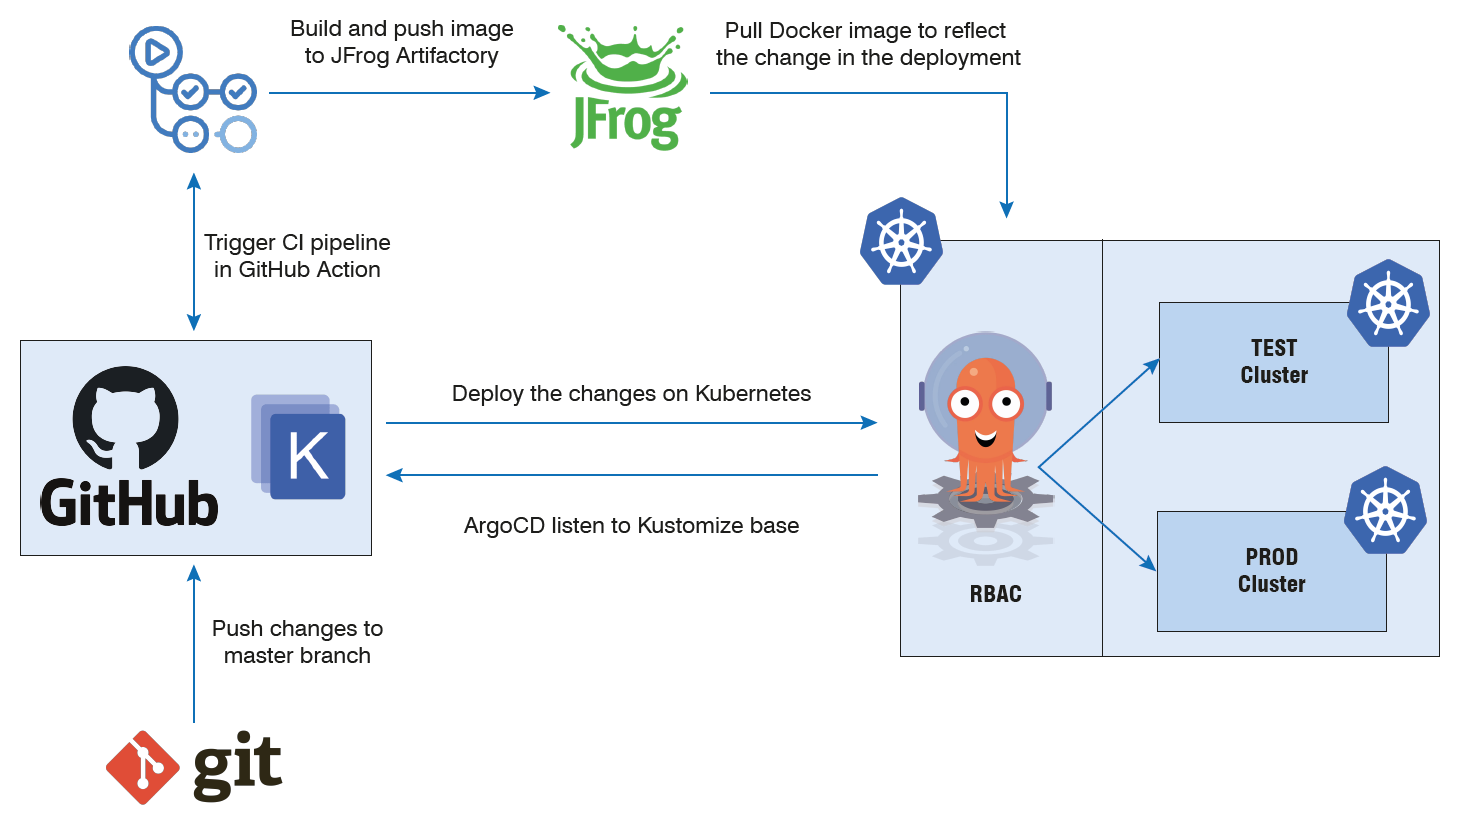 Build and push image
to JFrog Artifactory
JFrog
Pull Docker image to reflect
the change in the deployment
Trigger CI pipeline
in GitHub Action
GitHub
K
Deploy the changes on Kubernetes
ArgoCD listen to Kustomize base
RBAC
TEST
Cluster
PROD
Cluster
Push changes to
master branch
git